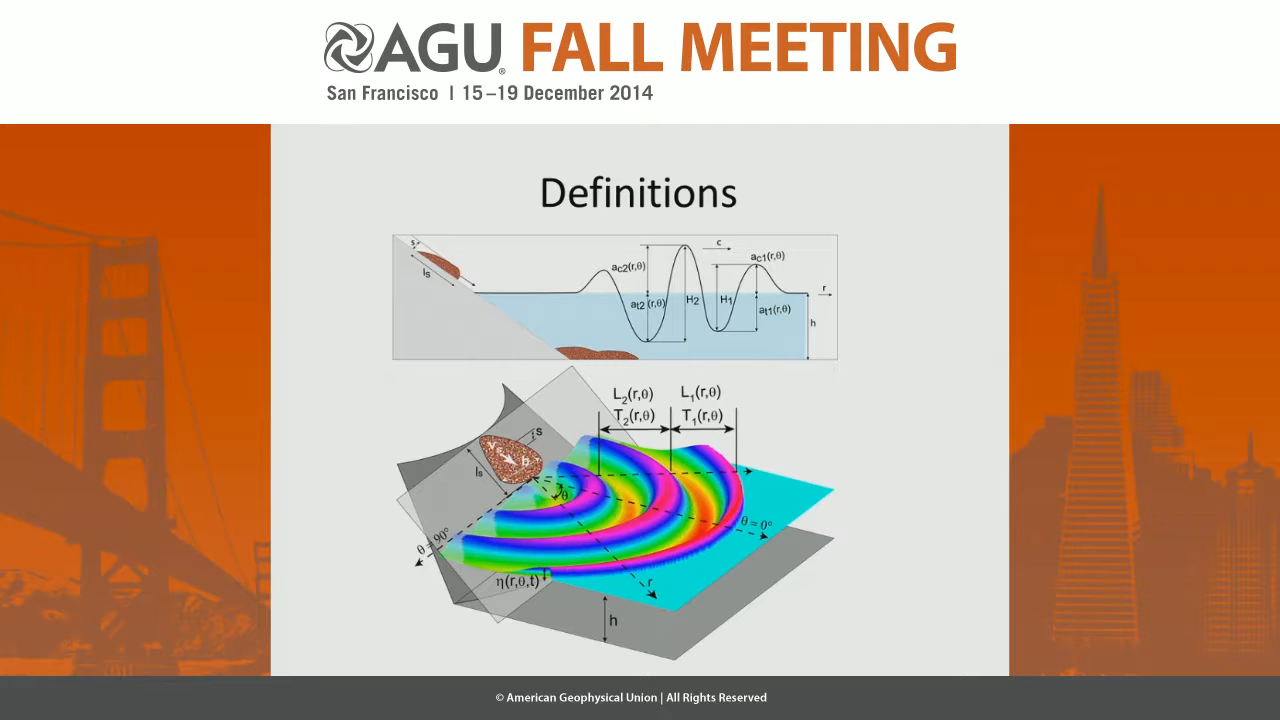 AGU® FALL MEETING
San Francisco | 15–19 December 2014
Definitions
s
ls
ac2(r,θ)
at2(r,θ)
H2
c
H1
ac1(r,θ)
at1(r,θ)
r
h
L2(r,θ) L1(r,θ)
T2(r,θ) T1(r,θ)
s
ls
b
θ
θ = 90°
θ = 0°
η(r,θ,t)
r
h
© American Geophysical Union | All Rights Reserved